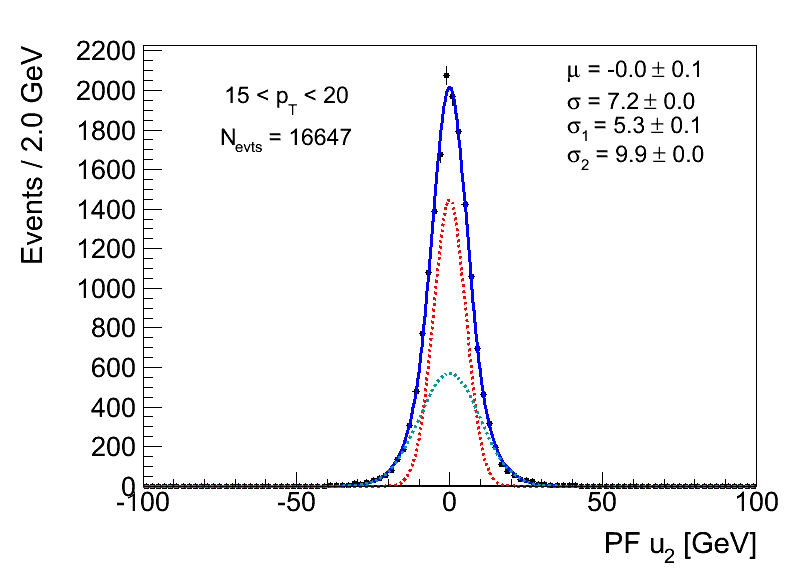 2200
2000
1800
1600
1400
1200
1000
800
600
400
200
0
Events / 2.0 GeV
15 < p_T < 20
N_evts = 16647
μ = -0.0 ± 0.1
σ = 7.2 ± 0.0
σ_1 = 5.3 ± 0.1
σ_2 = 9.9 ± 0.0
-100 -50 0 50 100
PF u_2 [GeV]